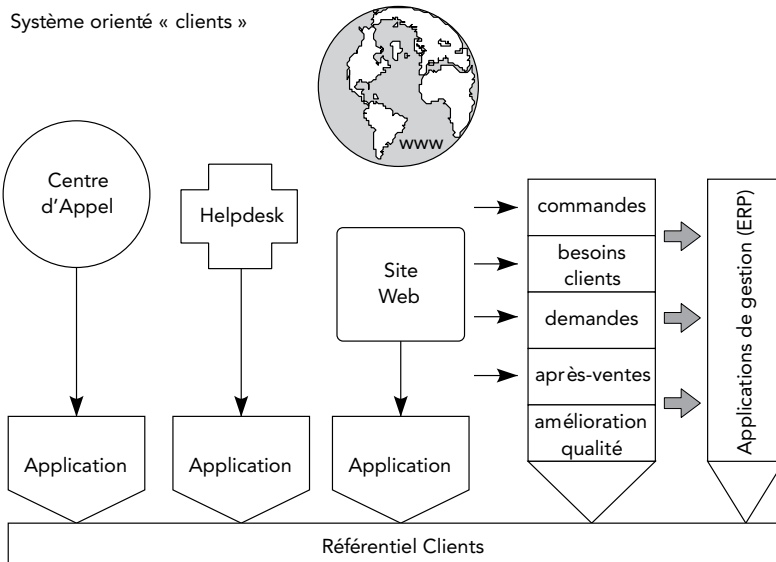 Système orienté « clients »
www
Centre
d'Appel
Helpdesk
Site
Web
commandes
besoins
clients
demandes
après-ventes
amélioration
qualité
Applications de gestion (ERP)
Application
Application
Application
Référentiel Clients